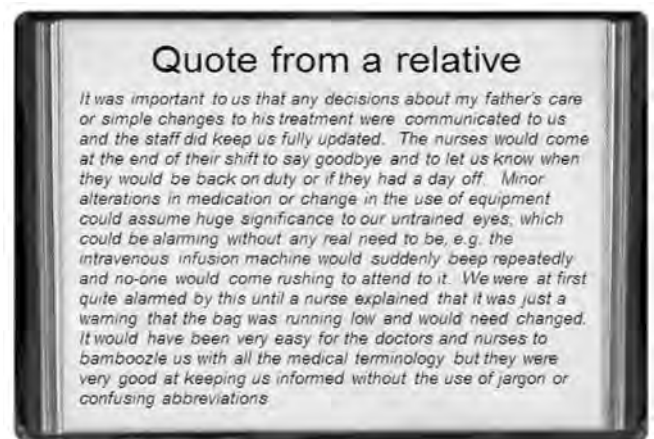 Quote from a relative
It was important to us that any decisions about my father's care
or simple changes to his treatment were communicated to us
and the staff did keep us fully updated.  The nurses would come
at the end of their shift to say goodbye and to let us know when
they would be back on duty or if they had a day off.  Minor
alterations in medication or change in the use of equipment
could assume huge significance to our untrained eyes, which
could be alarming without any real need to be, e.g. the
intravenous infusion machine would suddenly beep repeatedly
and no-one would come rushing to attend to it.  We were at first
quite alarmed by this until a nurse explained that it was just a
warning that the bag was running low and would need changed.
It would have been very easy for the doctors and nurses to
bamboozle us with all the medical terminology but they were
very good at keeping us informed without the use of jargon or
confusing abbreviations